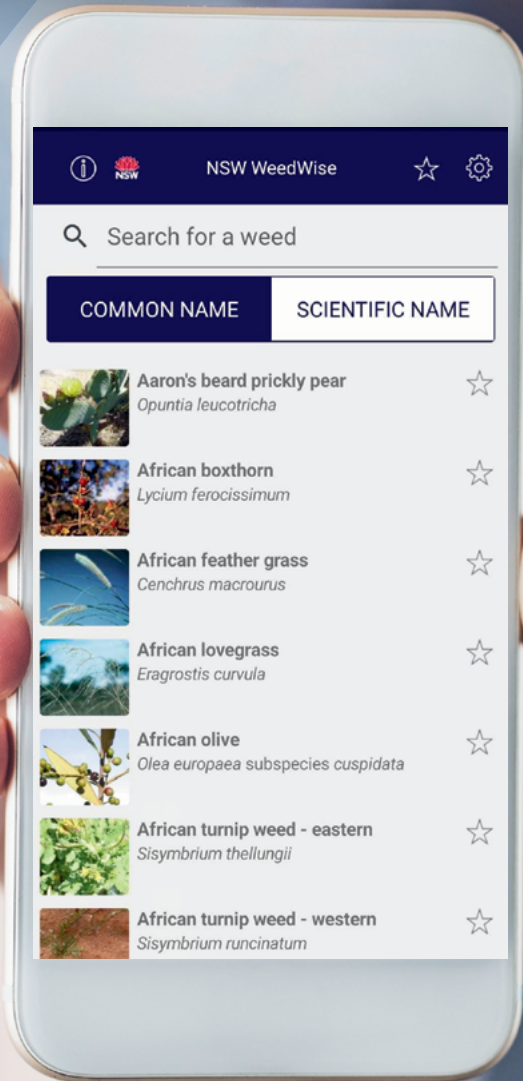 NSW
NSW WeedWise
Search for a weed
COMMON NAME
SCIENTIFIC NAME
Aaron's beard prickly pear
Opuntia leucotricha
African boxthorn
Lycium ferocissimum
African feather grass
Cenchrus macrourus
African lovegrass
Eragrostis curvula
African olive
Olea europaea subspecies cuspidata
African turnip weed - eastern
Sisymbrium thellungii
African turnip weed - western
Sisymbrium runcinatum